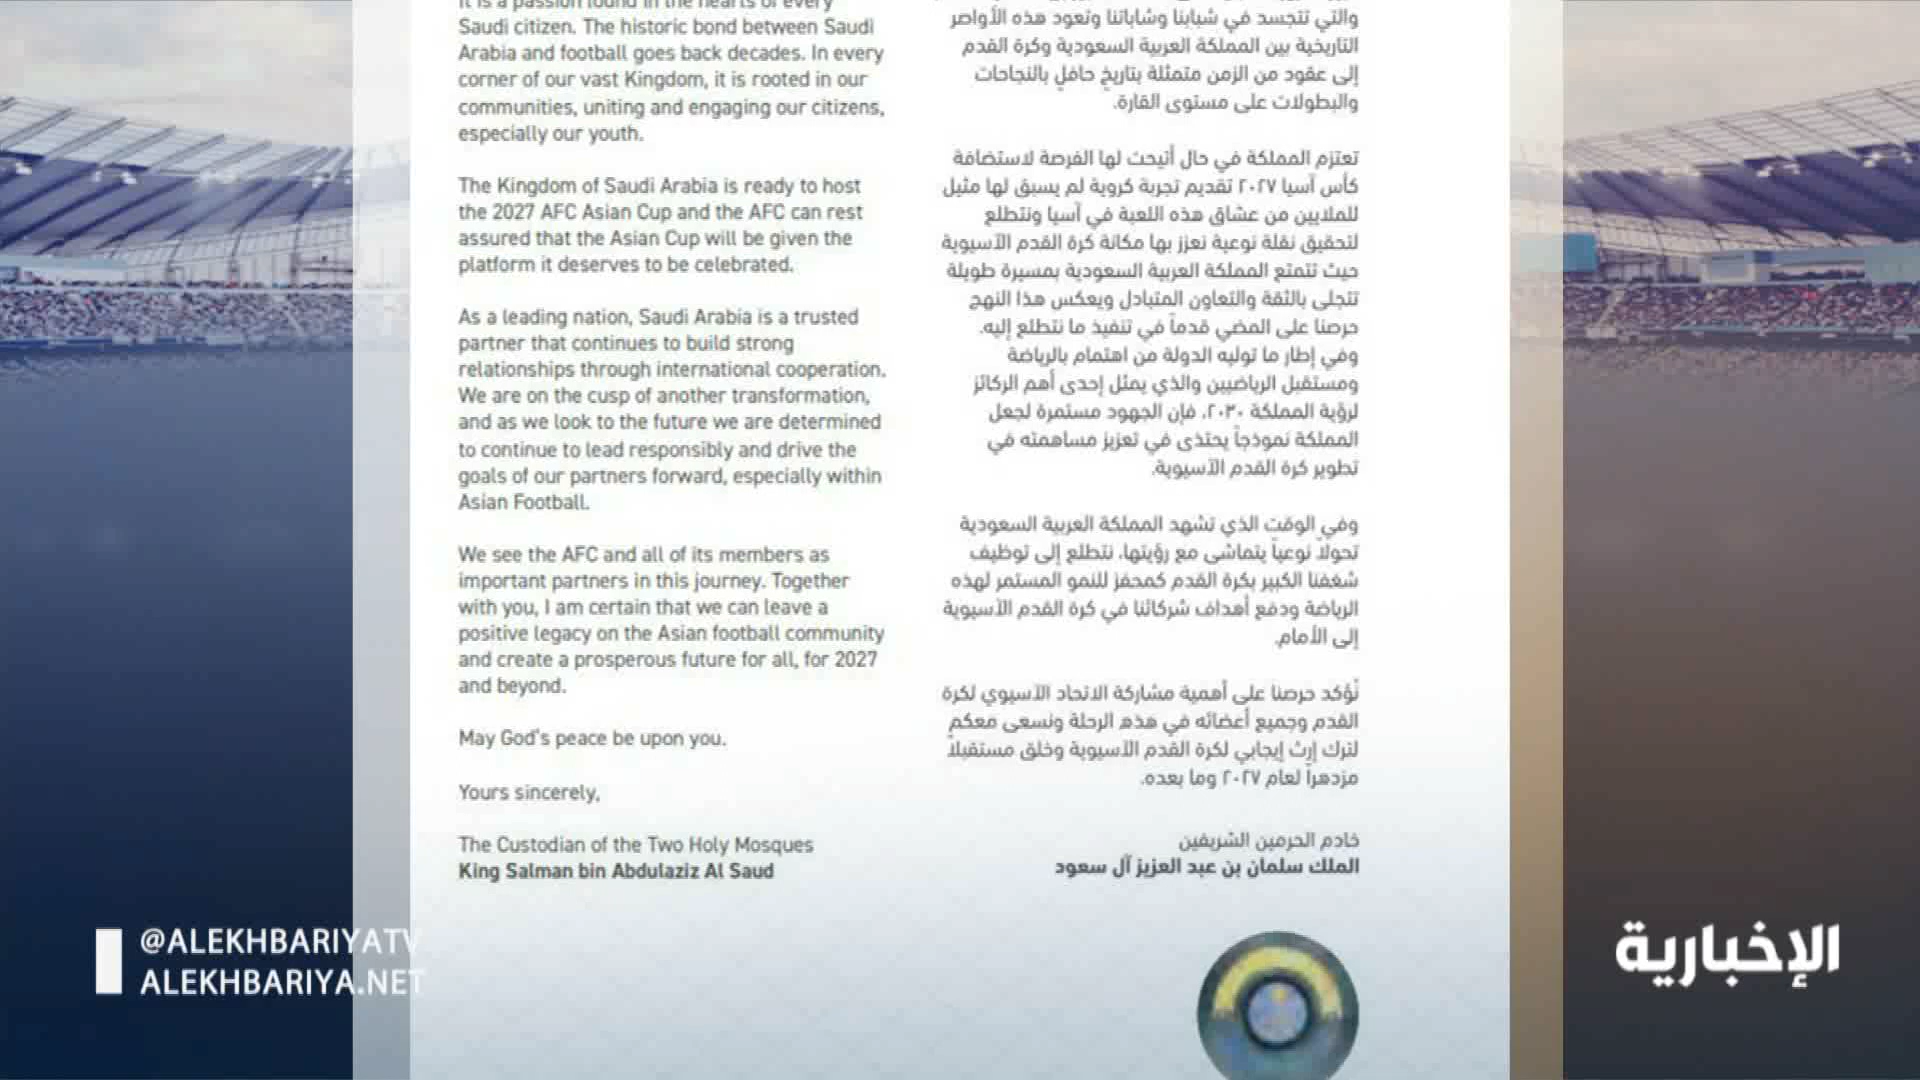 It is a passion found in the hearts of every
Saudi citizen. The historic bond between Saudi
Arabia and football goes back decades. In every
corner of our vast Kingdom, it is rooted in our
communities, uniting and engaging our citizens,
especially our youth.
The Kingdom of Saudi Arabia is ready to host
the 2027 AFC Asian Cup and the AFC can rest
assured that the Asian Cup will be given the
platform it deserves to be celebrated.
As a leading nation, Saudi Arabia is a trusted
partner that continues to build strong
relationships through international cooperation.
We are on the cusp of another transformation,
and as we look to the future we are determined
to continue to lead responsibly and drive the
goals of our partners forward, especially within
Asian Football.
We see the AFC and all of its members as
important partners in this journey. Together
with you, I am certain that we can leave a
positive legacy on the Asian football community
and create a prosperous future for all, for 2027
and beyond.
May God's peace be upon you.
Yours sincerely,
The Custodian of the Two Holy Mosques
King Salman bin Abdulaziz Al Saud
والتي تتجسد في شبابنا وشاباتنا وتعود هذه الأواصر
التاريخية بين المملكة العربية السعودية وكرة القدم
إلى عقود من الزمن متمثلة بتاريخٍ حافلٍ بالنجاحات
والبطولات على مستوى القارة.
تعتزم المملكة في حال أتيحت لها الفرصة لاستضافة
كأس آسيا ٢٠٢٧ تقديم تجربة كروية لم يسبق لها مثيل
للملايين من عشاق هذه اللعبة في آسيا ونتطلع
لتحقيق نقلة نوعية نعزز بها مكانة كرة القدم الآسيوية
حيث تتمتع المملكة العربية السعودية بمسيرة طويلة
تتجلى بالثقة والتعاون المتبادل ويعكس هذا النهج
حرصنا على المضي قدماً في تنفيذ ما نتطلع إليه.
وفي إطار ما توليه الدولة من اهتمام بالرياضة
ومستقبل الرياضيين والذي يمثل إحدى أهم الركائز
لرؤية المملكة ٢٠٣٠، فإن الجهود مستمرة لجعل
المملكة نموذجاً يحتذى في تعزيز مساهمته في
تطوير كرة القدم الآسيوية.
وفي الوقت الذي تشهد المملكة العربية السعودية
تحولاً نوعياً يتماشى مع رؤيتها، نتطلع إلى توظيف
شغفنا الكبير بكرة القدم كمحفز للنمو المستمر لهذه
الرياضة ودفع أهداف شركائنا في كرة القدم الآسيوية
إلى الأمام.
نُؤكد حرصنا على أهمية مشاركة الاتحاد الآسيوي لكرة
القدم وجميع أعضائه في هذه الرحلة ونسعى معكم
لترك إرث إيجابي لكرة القدم الآسيوية وخلق مستقبلاً
مزدهراً لعام ٢٠٢٧ وما بعده.
خادم الحرمين الشريفين
الملك سلمان بن عبد العزيز آل سعود
@ALEKHBARIYATV
ALEKHBARIYA.NET
الإخبارية